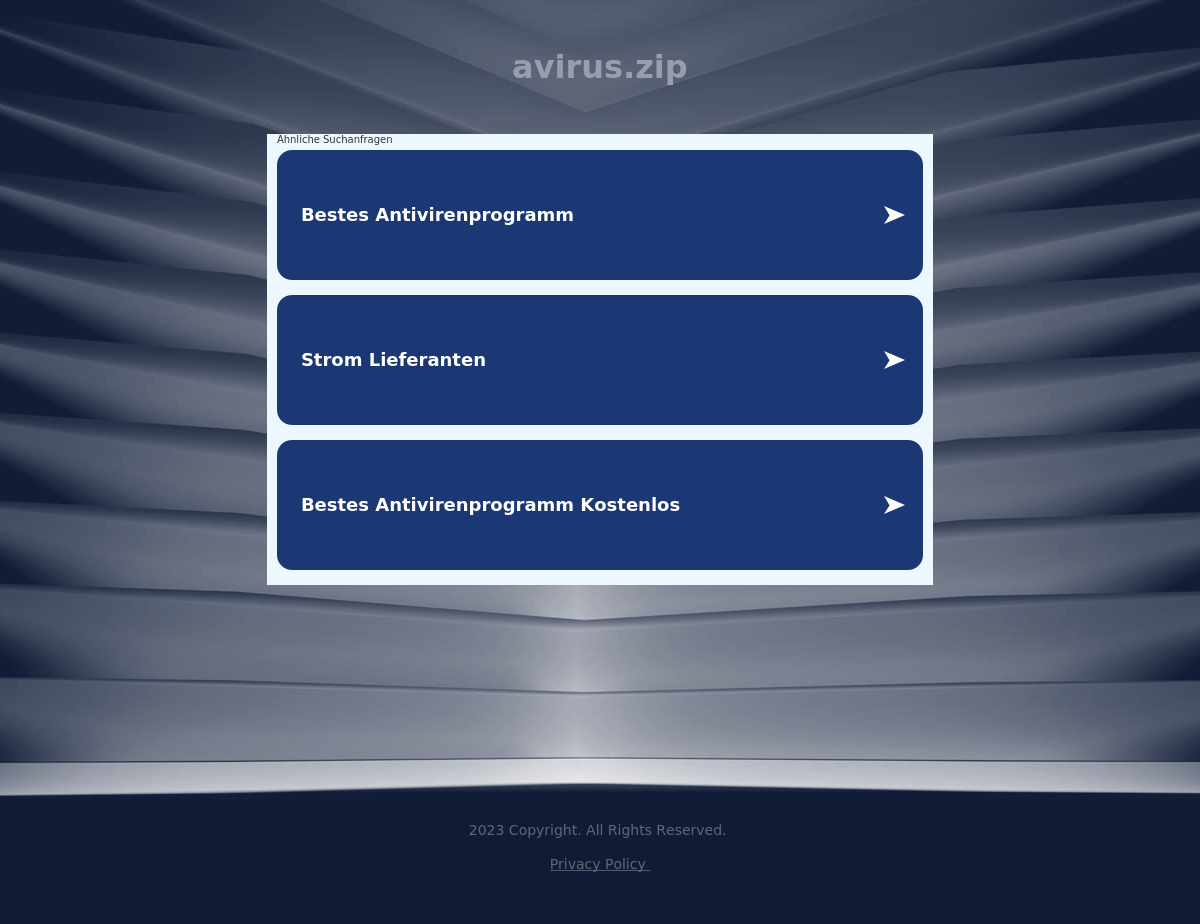 avirus.zip
Ähnliche Suchanfragen
Bestes Antivirenprogramm
Strom Lieferanten
Bestes Antivirenprogramm Kostenlos
2023 Copyright. All Rights Reserved.
Privacy Policy